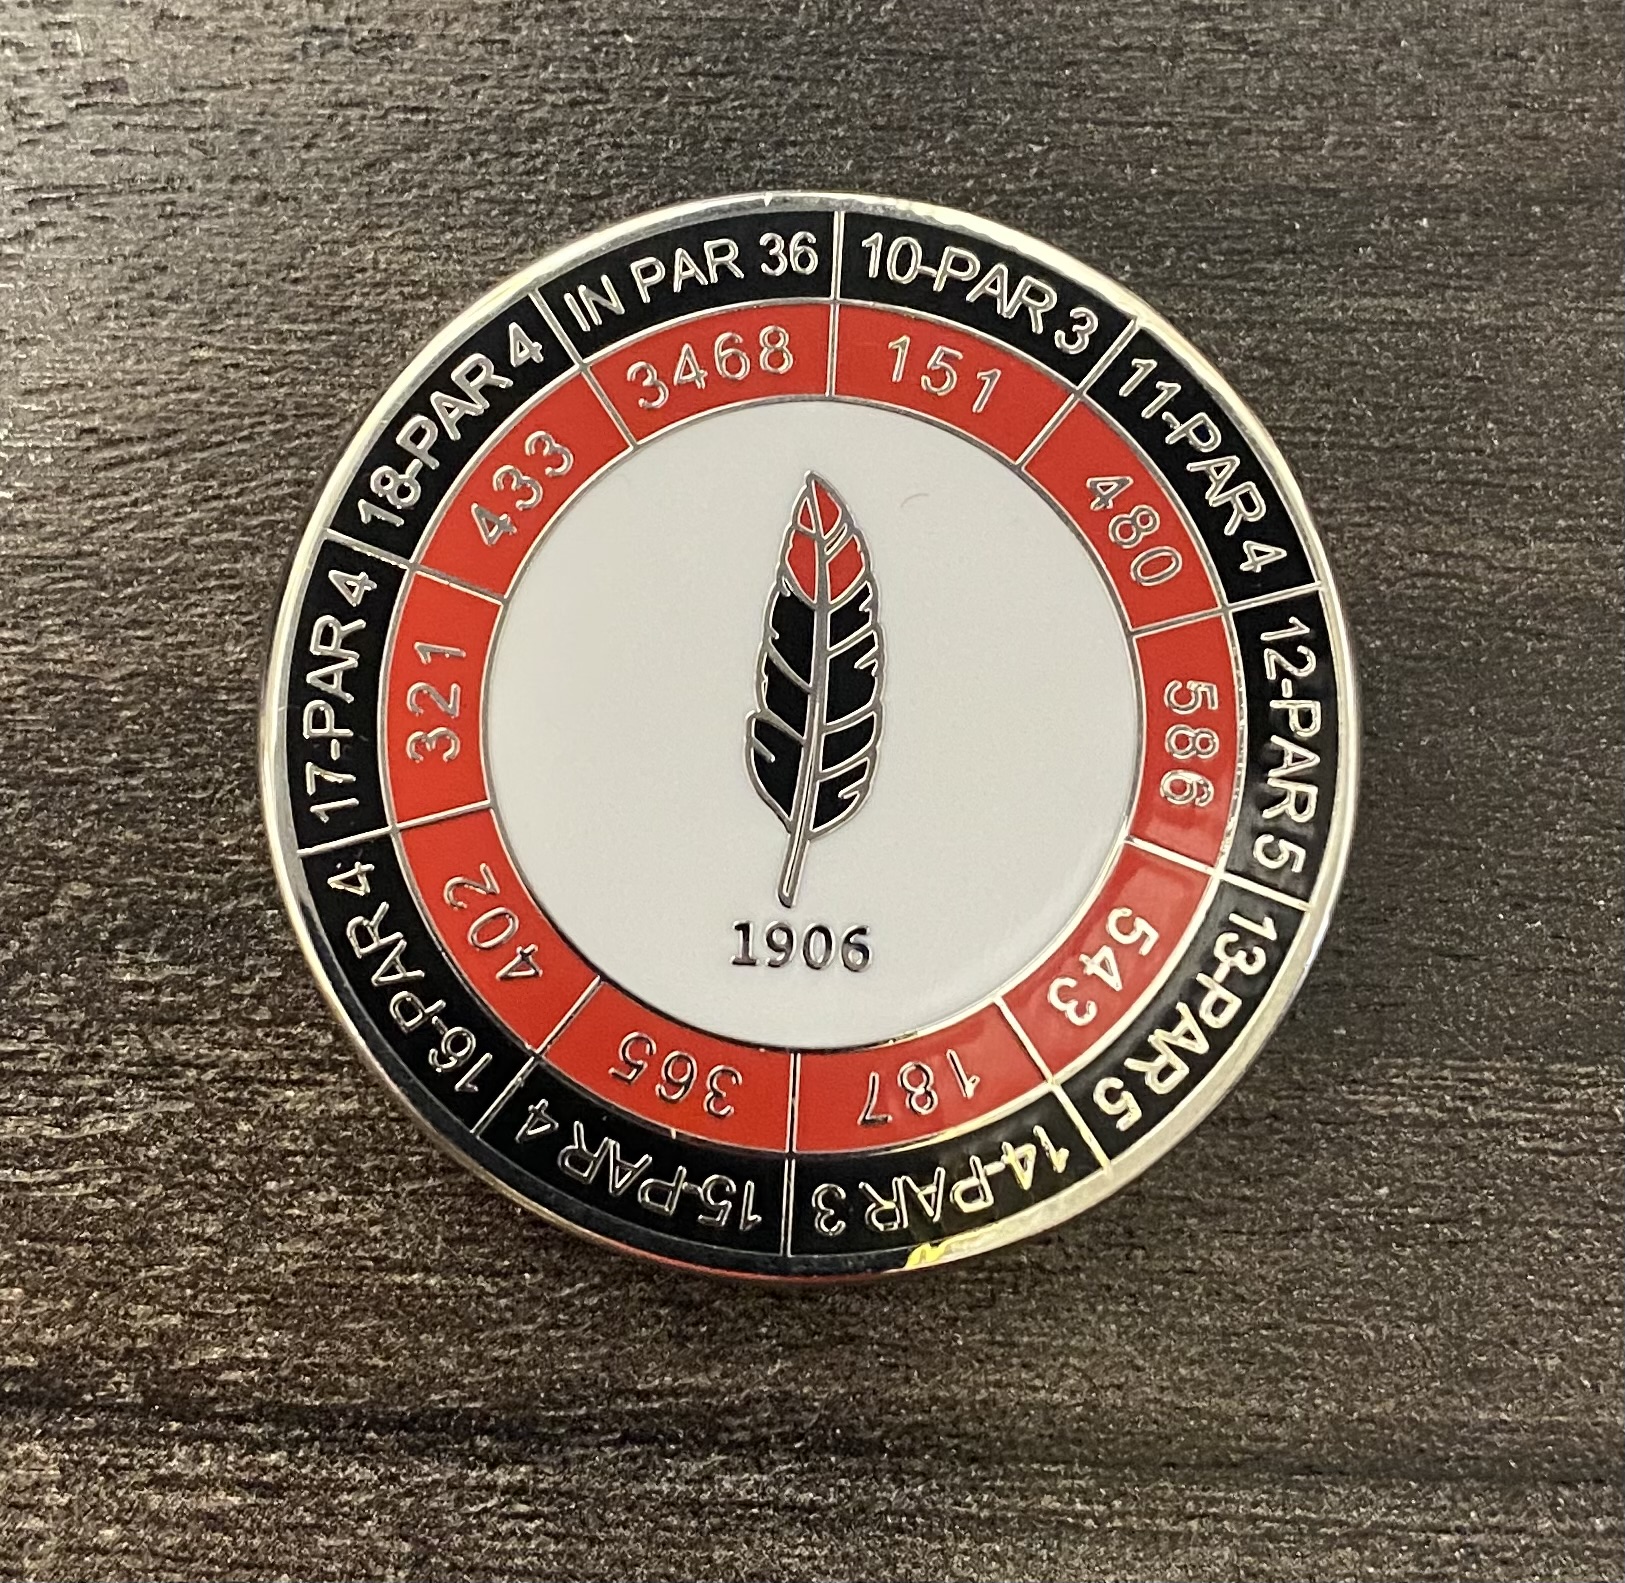 10-PAR 3
151
11-PAR 4
480
12-PAR 5
586
13-PAR 5
543
14-PAR 3
187
15-PAR 4
365
16-PAR 4
402
17-PAR 4
321
18-PAR 4
433
IN PAR 36
3468
1906